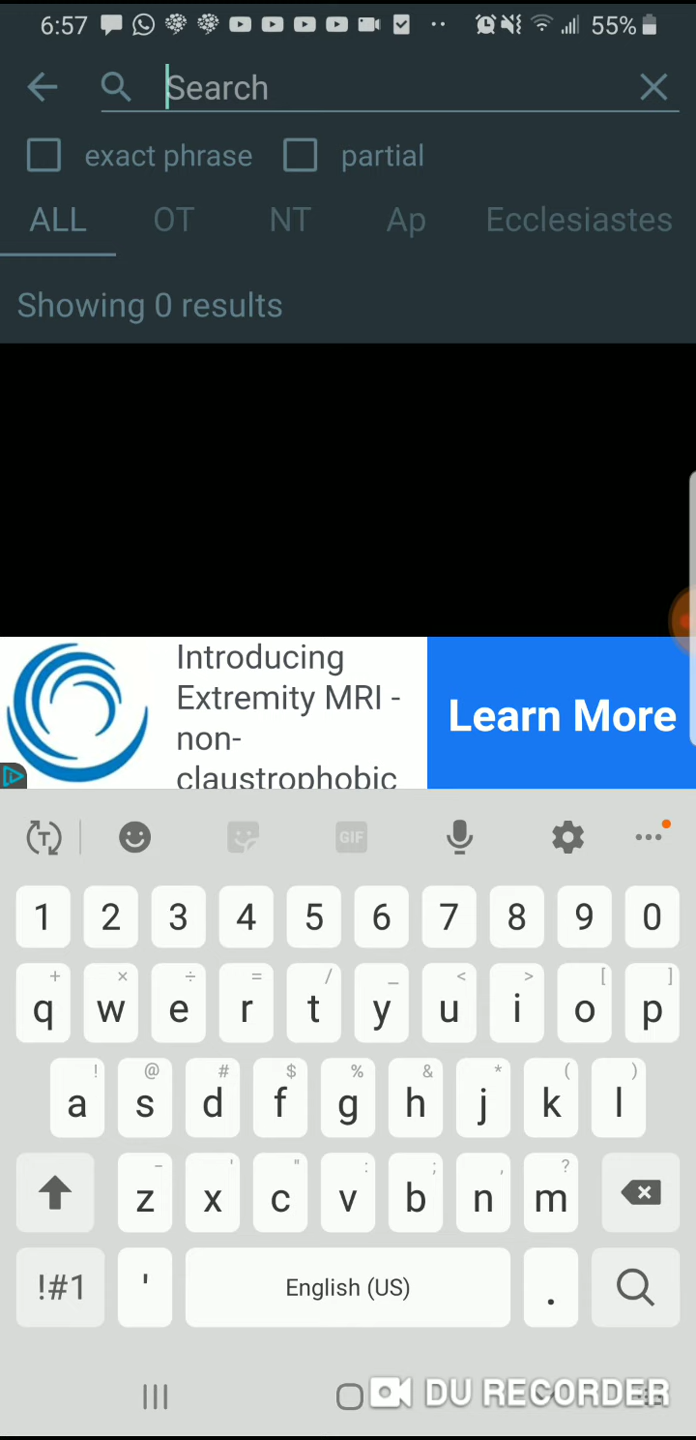 6:57 55%
Search
exact phrase partial
ALL OT NT Ap Ecclesiastes
Showing 0 results
Introducing
Extremity MRI -
non-
claustrophobic
Learn More
T GIF
1 2 3 4 5 6 7 8 9 0
+ × ÷ = / _ < > [ ]
q w e r t y u i o p
! @ # $ % & * ( )
a s d f g h j k l
- ' " : ; , ?
z x c v b n m
!#1 ' English (US) .
DU RECORDER